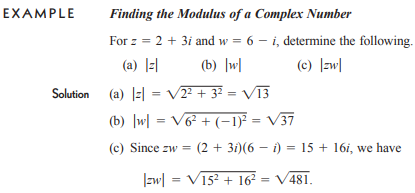 EXAMPLE Finding the Modulus of a Complex Number
For z = 2 + 3i and w = 6 − i, determine the following.
(a) |z| (b) |w| (c) |zw|
Solution (a) |z| = √2² + 3² = √13
(b) |w| = √6² + (−1)² = √37
(c) Since zw = (2 + 3i)(6 − i) = 15 + 16i, we have
|zw| = √15² + 16² = √481.